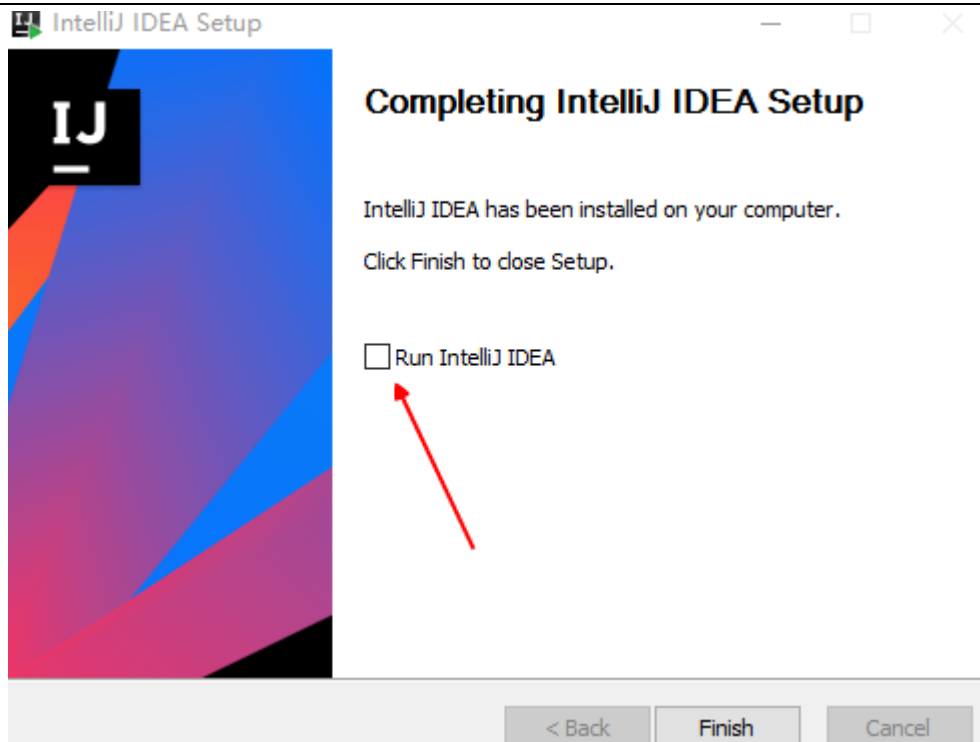 IntelliJ IDEA Setup
IJ
Completing IntelliJ IDEA Setup
IntelliJ IDEA has been installed on your computer.
Click Finish to close Setup.
Run IntelliJ IDEA
< Back Finish Cancel